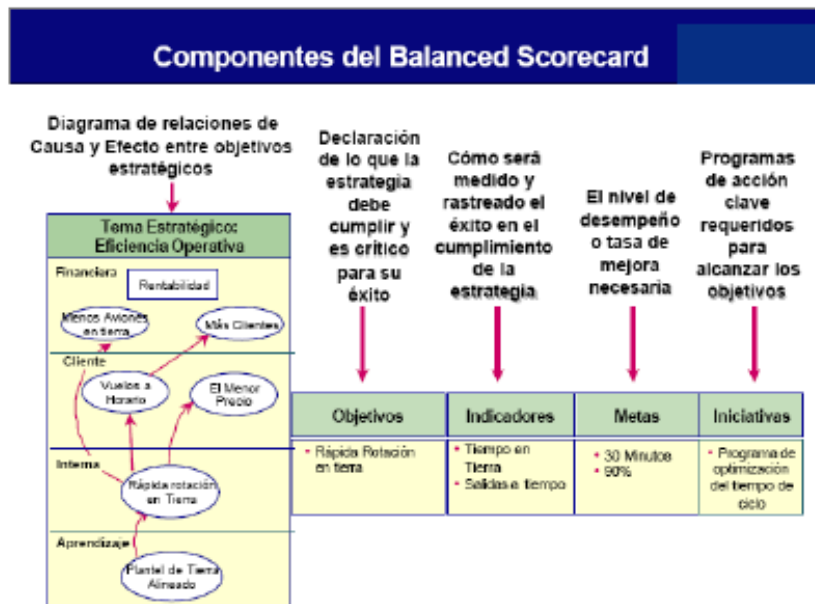 Componentes del Balanced Scorecard
Diagrama de relaciones de
Causa y Efecto entre objetivos
estratégicos
Tema Estratégico:
Eficiencia Operativa
Financiera
Rentabilidad
Menos Aviones
en tierra
Más Clientes
Cliente
Vuelos a
Horario
El Menor
Precio
Interna
Rápida rotación
en Tierra
Aprendizaje
Plantel de Tierra
Alineado
Declaración
de lo que la
estrategia
debe
cumplir y
es crítico
para su
éxito
Objetivos
• Rápida Rotación
en tierra
Cómo será
medido y
rastreado el
éxito en el
cumplimiento
de la
estrategia
Indicadores
• Tiempo en
Tierra
• Salidas a tiempo
El nivel de
desempeño
o tasa de
mejora
necesaria
Metas
• 30 Minutos
• 90%
Programas
de acción
clave
requeridos
para
alcanzar los
objetivos
Iniciativas
• Programa de
optimización
del tiempo de
ciclo